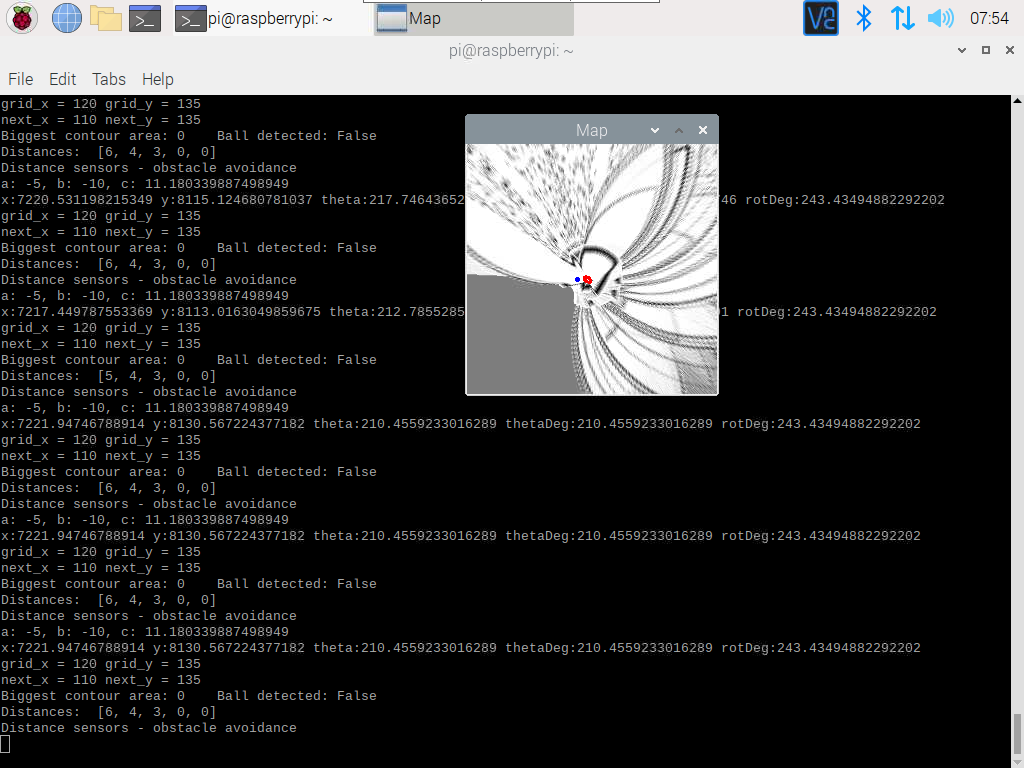 pi@raspberrypi: ~
Map
07:54
pi@raspberrypi: ~
File Edit Tabs Help
grid_x = 120 grid_y = 135
next_x = 110 next_y = 135
Biggest contour area: 0    Ball detected: False
Distances:  [6, 4, 3, 0, 0]
Distance sensors - obstacle avoidance
a: -5, b: -10, c: 11.180339887498949
x:7220.531198215349 y:8115.124680781037 theta:217.74643652 46 rotDeg:243.43494882292202
grid_x = 120 grid_y = 135
next_x = 110 next_y = 135
Biggest contour area: 0    Ball detected: False
Distances:  [6, 4, 3, 0, 0]
Distance sensors - obstacle avoidance
a: -5, b: -10, c: 11.180339887498949
x:7217.449787553369 y:8113.0163049859675 theta:212.7855285 1 rotDeg:243.43494882292202
grid_x = 120 grid_y = 135
next_x = 110 next_y = 135
Biggest contour area: 0    Ball detected: False
Distances:  [5, 4, 3, 0, 0]
Distance sensors - obstacle avoidance
a: -5, b: -10, c: 11.180339887498949
x:7221.94746788914 y:8130.567224377182 theta:210.4559233016289 thetaDeg:210.4559233016289 rotDeg:243.43494882292202
grid_x = 120 grid_y = 135
next_x = 110 next_y = 135
Biggest contour area: 0    Ball detected: False
Distances:  [6, 4, 3, 0, 0]
Distance sensors - obstacle avoidance
a: -5, b: -10, c: 11.180339887498949
x:7221.94746788914 y:8130.567224377182 theta:210.4559233016289 thetaDeg:210.4559233016289 rotDeg:243.43494882292202
grid_x = 120 grid_y = 135
next_x = 110 next_y = 135
Biggest contour area: 0    Ball detected: False
Distances:  [6, 4, 3, 0, 0]
Distance sensors - obstacle avoidance
a: -5, b: -10, c: 11.180339887498949
x:7221.94746788914 y:8130.567224377182 theta:210.4559233016289 thetaDeg:210.4559233016289 rotDeg:243.43494882292202
grid_x = 120 grid_y = 135
next_x = 110 next_y = 135
Biggest contour area: 0    Ball detected: False
Distances:  [6, 4, 3, 0, 0]
Distance sensors - obstacle avoidance
Map